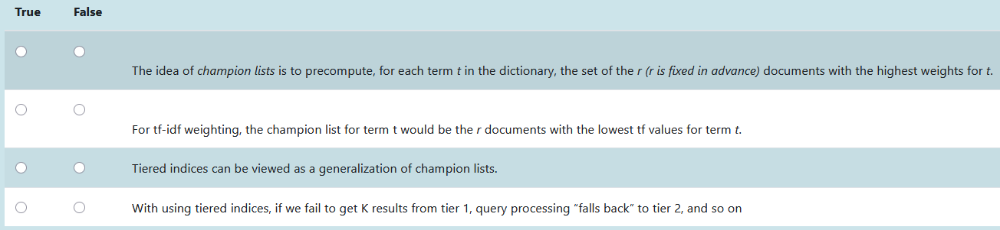 True False
The idea of champion lists is to precompute, for each term t in the dictionary, the set of the r (r is fixed in advance) documents with the highest weights for t.
For tf-idf weighting, the champion list for term t would be the r documents with the lowest tf values for term t.
Tiered indices can be viewed as a generalization of champion lists.
With using tiered indices, if we fail to get K results from tier 1, query processing “falls back” to tier 2, and so on